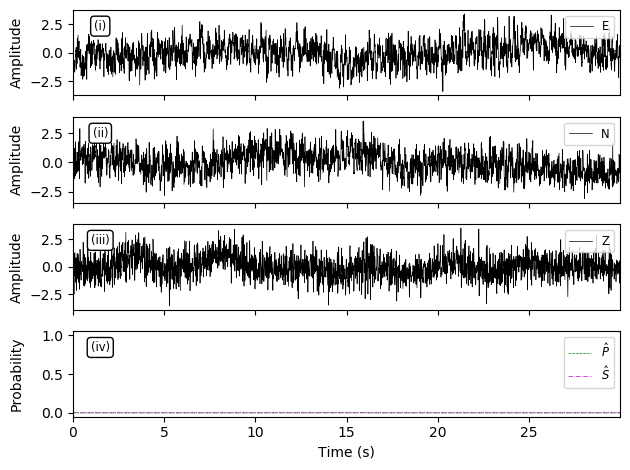 (i)
E
Amplitude
2.5
0.0
−2.5
(ii)
N
Amplitude
2.5
0.0
−2.5
(iii)
Z
Amplitude
2.5
0.0
−2.5
(iv)
P̂
Ŝ
Probability
1.0
0.5
0.0
0 5 10 15 20 25
Time (s)